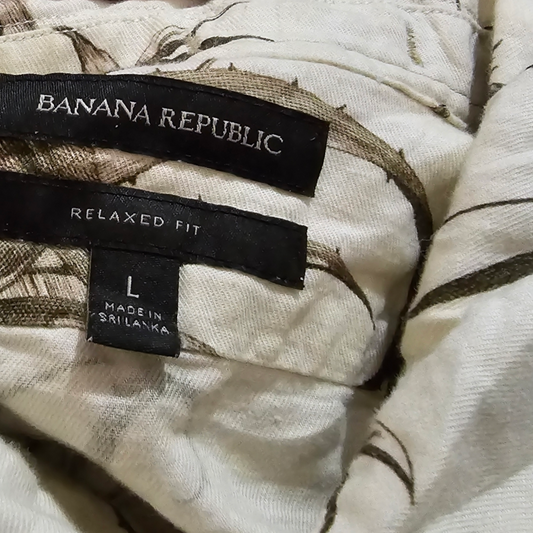 BANANA REPUBLIC
RELAXED FIT
L
MADE IN
SRI LANKA